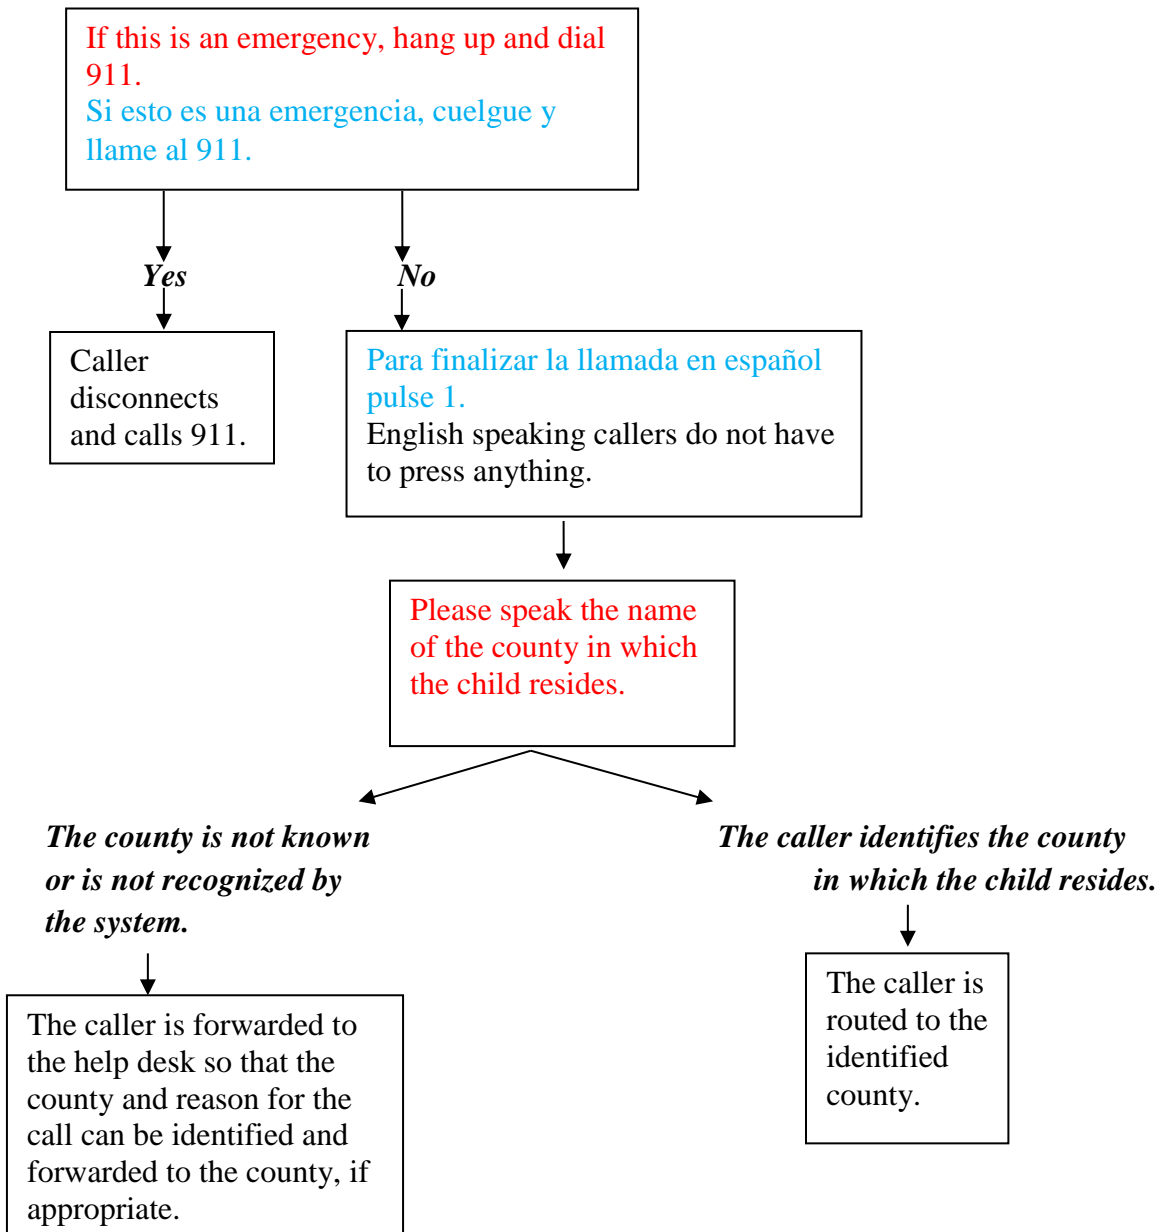 If this is an emergency, hang up and dial
911.
Si esto es una emergencia, cuelgue y
llame al 911.
Yes
No
Caller
disconnects
and calls 911.
Para finalizar la llamada en español
pulse 1.
English speaking callers do not have
to press anything.
Please speak the name
of the county in which
the child resides.
The county is not known
or is not recognized by
the system.
The caller identifies the county
in which the child resides.
The caller is forwarded to
the help desk so that the
county and reason for the
call can be identified and
forwarded to the county, if
appropriate.
The caller is
routed to the
identified
county.